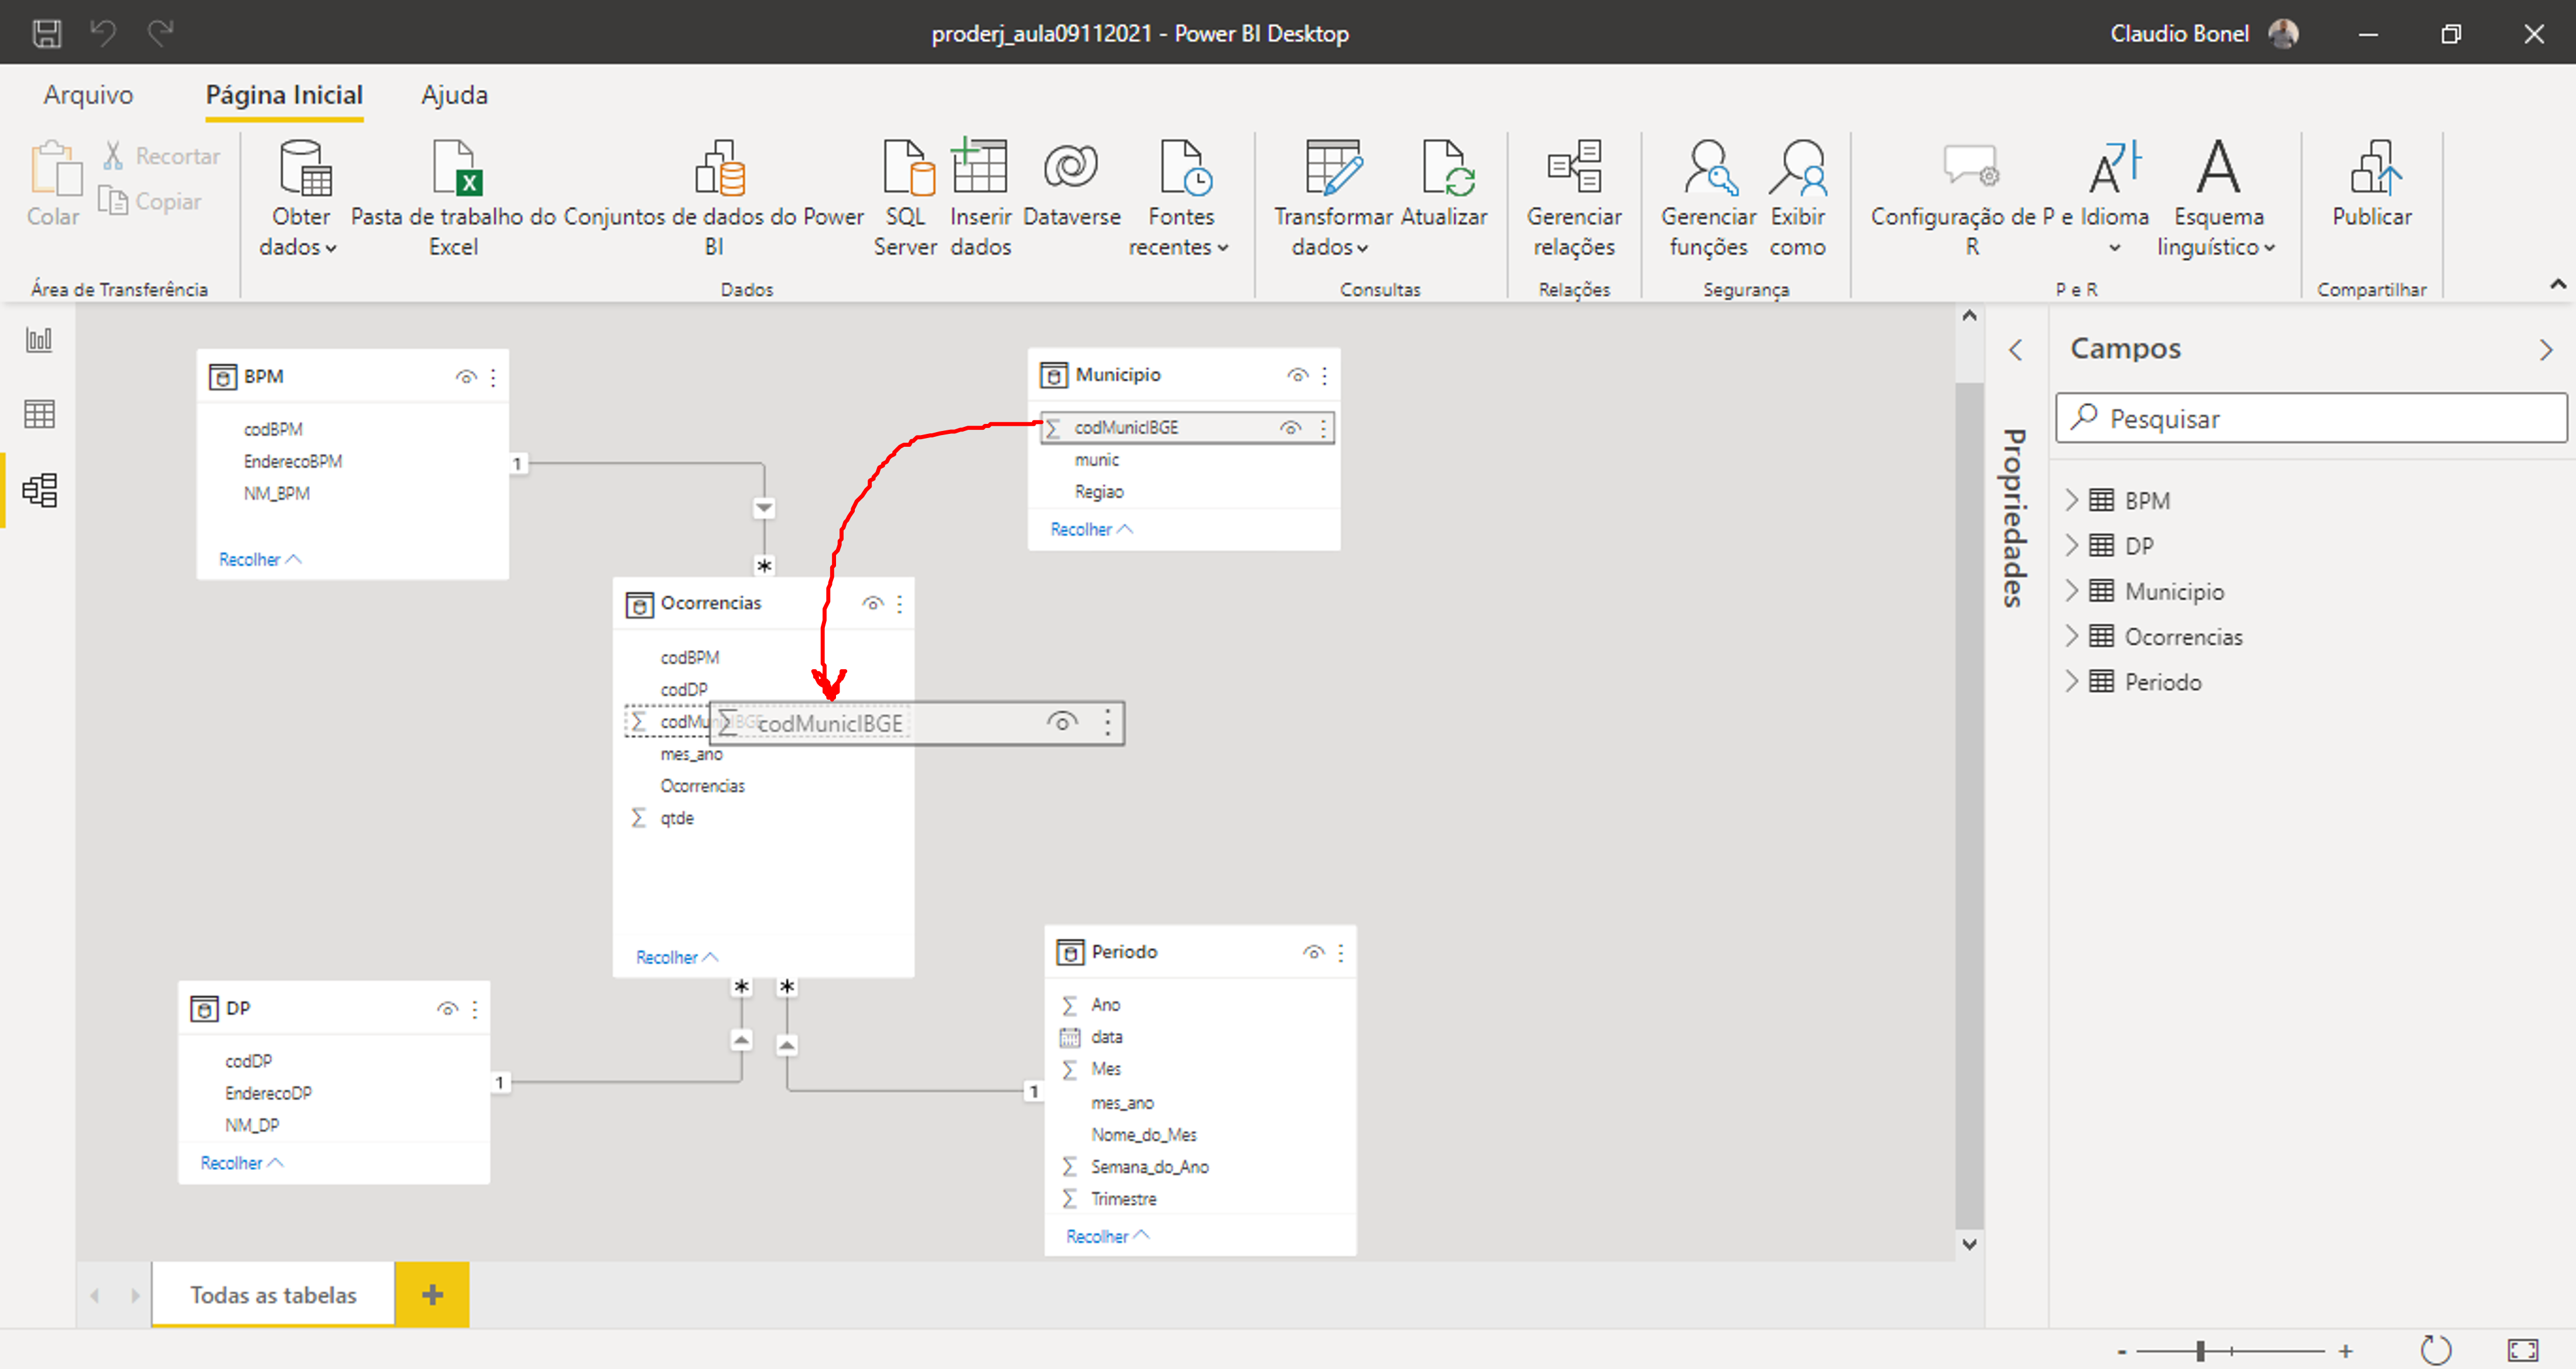 proderj_aula09112021 - Power BI Desktop
Claudio Bonel
Arquivo
Página Inicial
Ajuda
Colar
Recortar
Copiar
Área de Transferência
Obter
dados
Pasta de trabalho do
Excel
Conjuntos de dados do Power
BI
SQL
Server
Inserir
dados
Dataverse
Fontes
recentes
Dados
Transformar
dados
Atualizar
Consultas
Gerenciar
relações
Relações
Gerenciar
funções
Exibir
como
Segurança
Configuração de P e
R
Idioma
Esquema
linguístico
P e R
Publicar
Compartilhar
BPM
codBPM
EnderecoBPM
NM_BPM
Recolher
1
*
Municipio
codMunicIBGE
munic
Regiao
Recolher
Ocorrencias
codBPM
codDP
codMunicIBGE
codMunicIBGE
mes_ano
Ocorrencias
qtde
Recolher
*
*
DP
codDP
EnderecoDP
NM_DP
Recolher
1
1
Periodo
Ano
data
Mes
mes_ano
Nome_do_Mes
Semana_do_Ano
Trimestre
Recolher
Propriedades
Campos
Pesquisar
BPM
DP
Municipio
Ocorrencias
Periodo
Todas as tabelas
+
- +